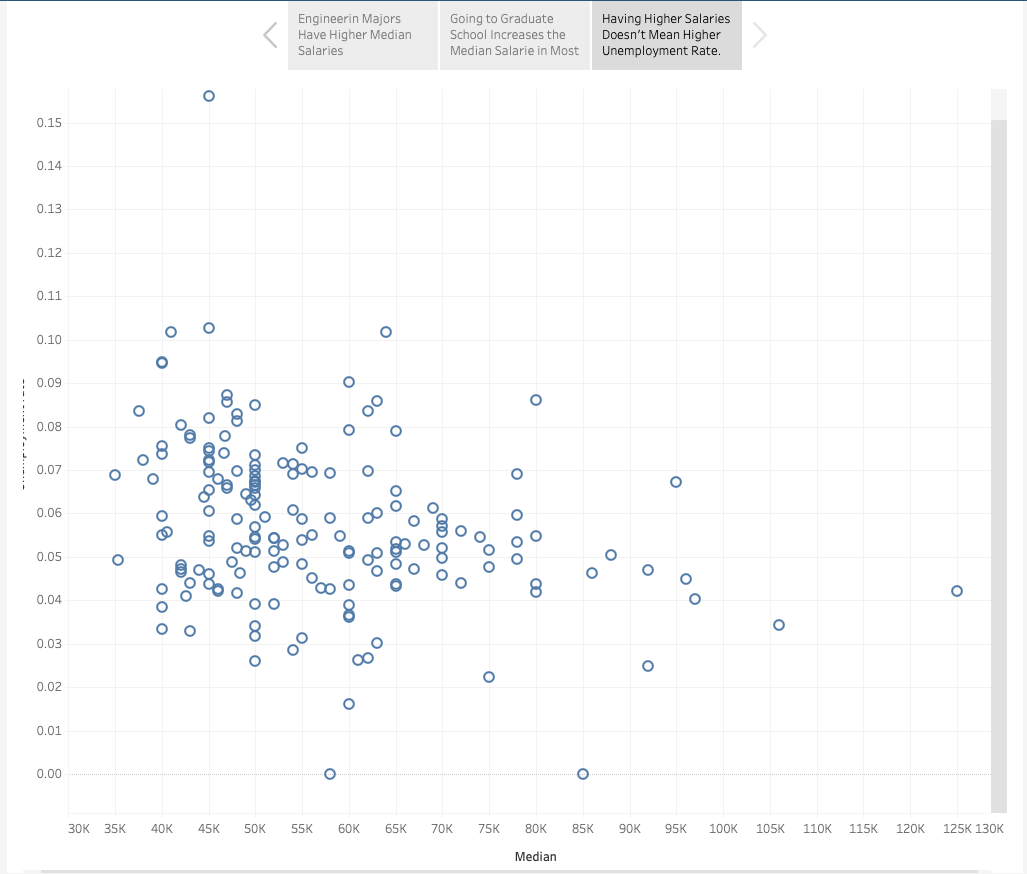 Engineerin Majors
Have Higher Median
Salaries
Going to Graduate
School Increases the
Median Salarie in Most
Having Higher Salaries
Doesn't Mean Higher
Unemployment Rate.
0.15
0.14
0.13
0.12
0.11
0.10
0.09
0.08
0.07
0.06
0.05
0.04
0.03
0.02
0.01
0.00
30K 35K 40K 45K 50K 55K 60K 65K 70K 75K 80K 85K 90K 95K 100K 105K 110K 115K 120K 125K 130K
Median